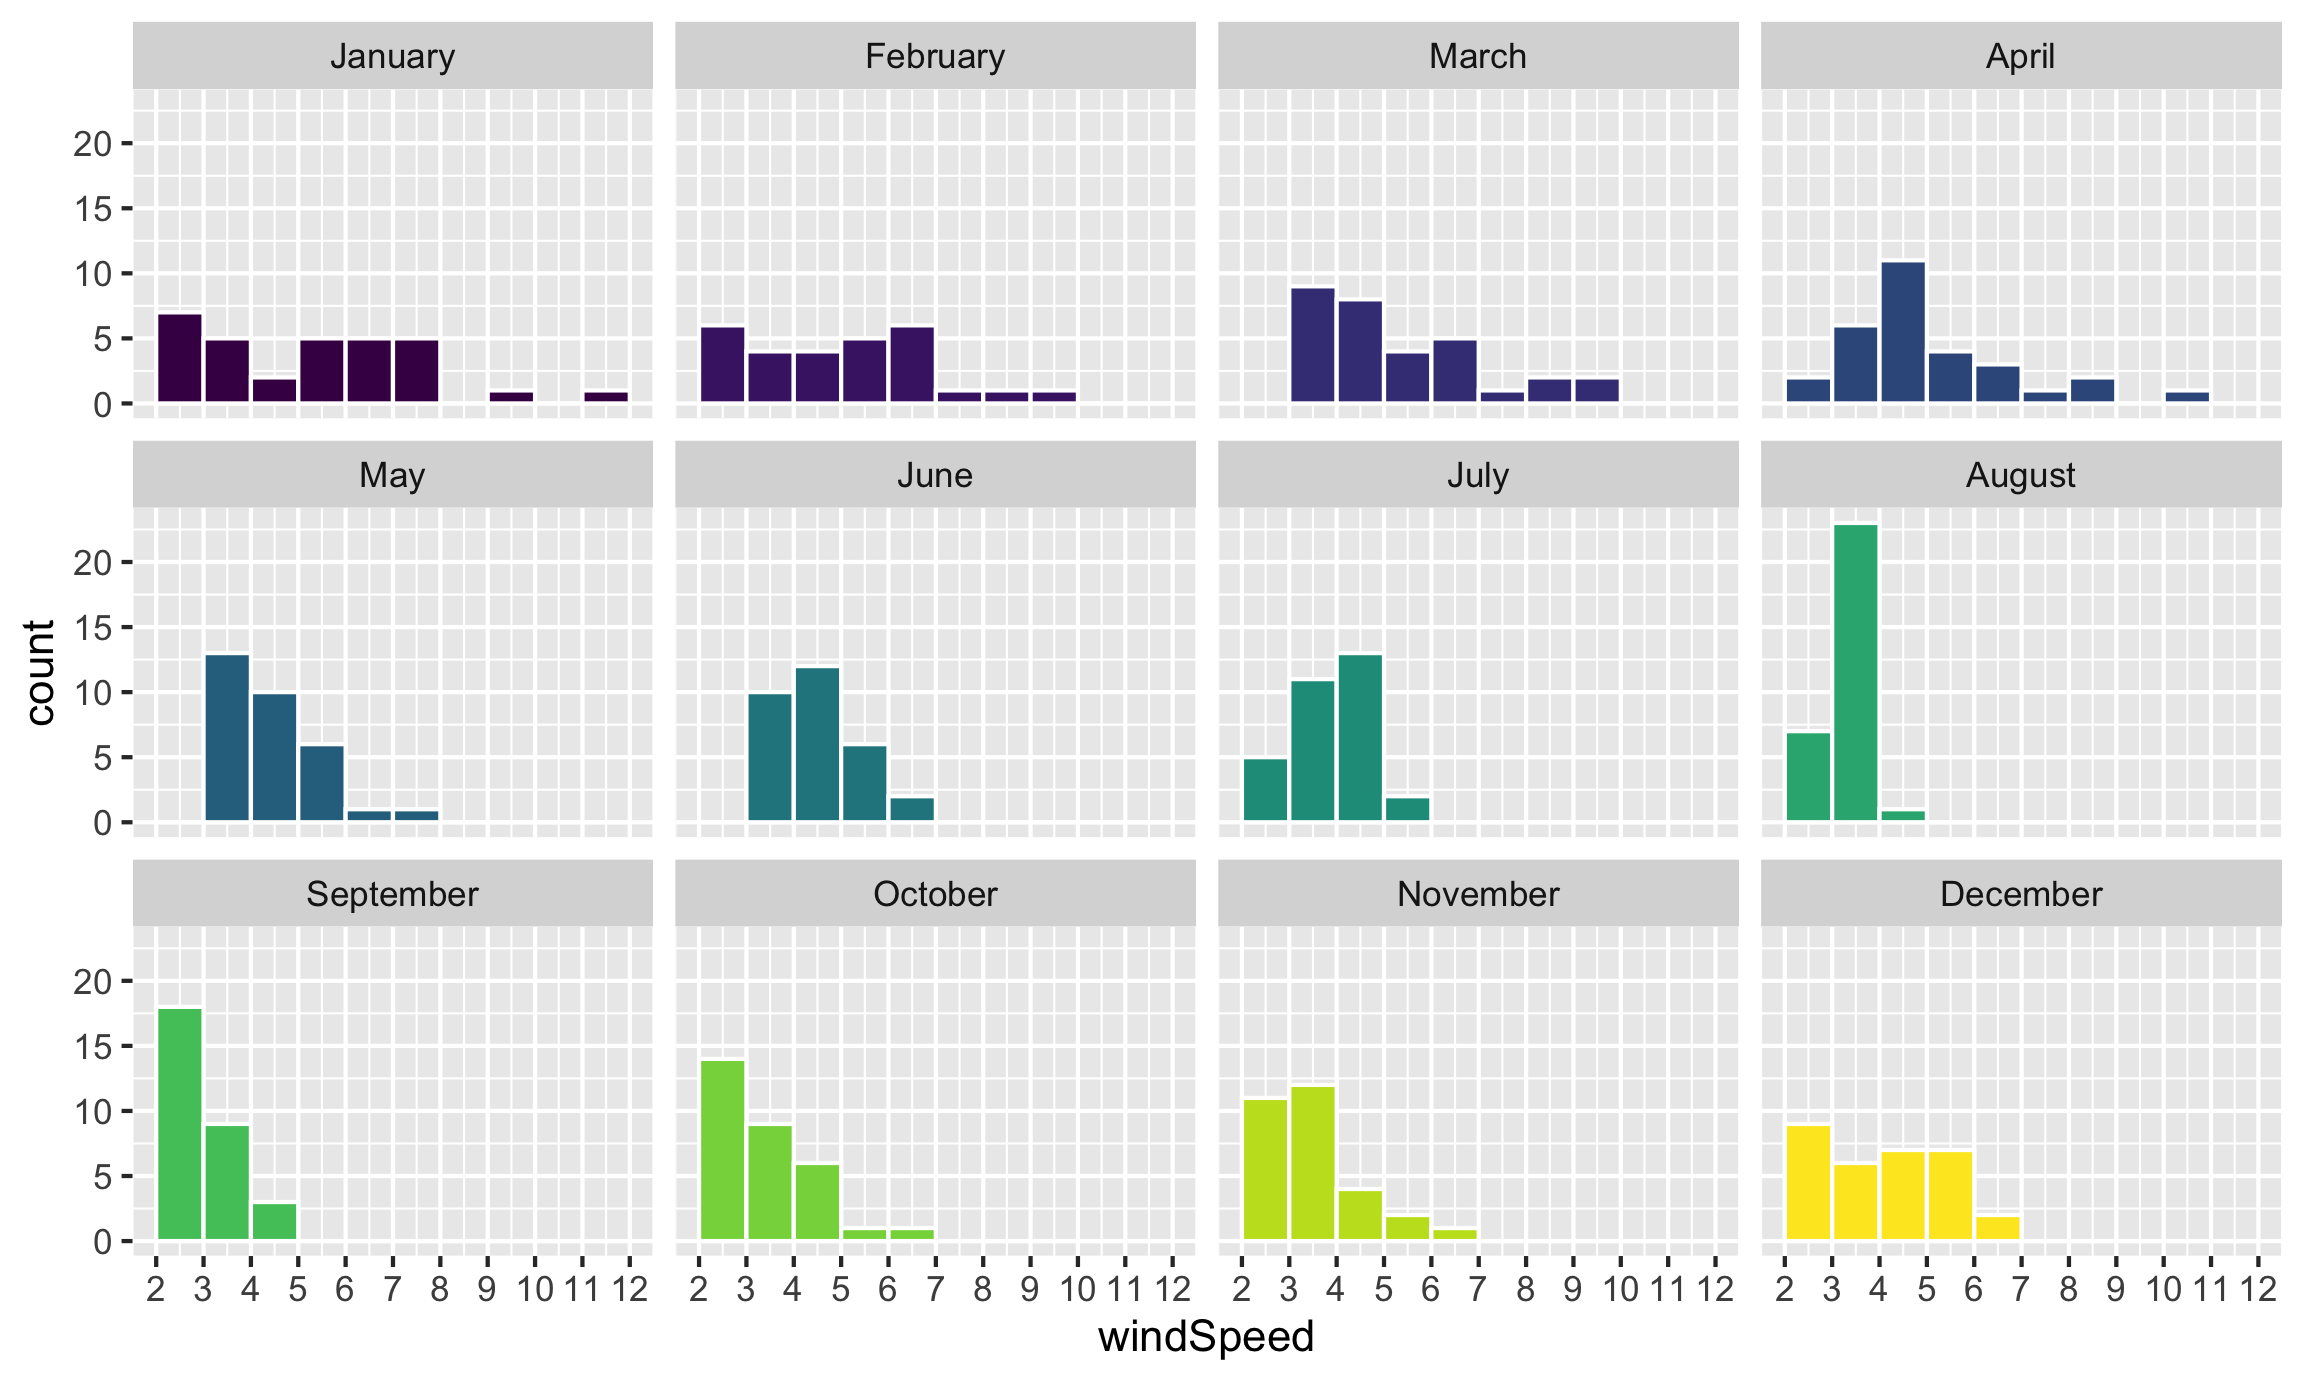 January February March April
20
15
10
5
0
May June July August
20
15
10
5
0
count
September October November December
20
15
10
5
0
2 3 4 5 6 7 8 9 10 11 12 2 3 4 5 6 7 8 9 10 11 12 2 3 4 5 6 7 8 9 10 11 12 2 3 4 5 6 7 8 9 10 11 12
windSpeed